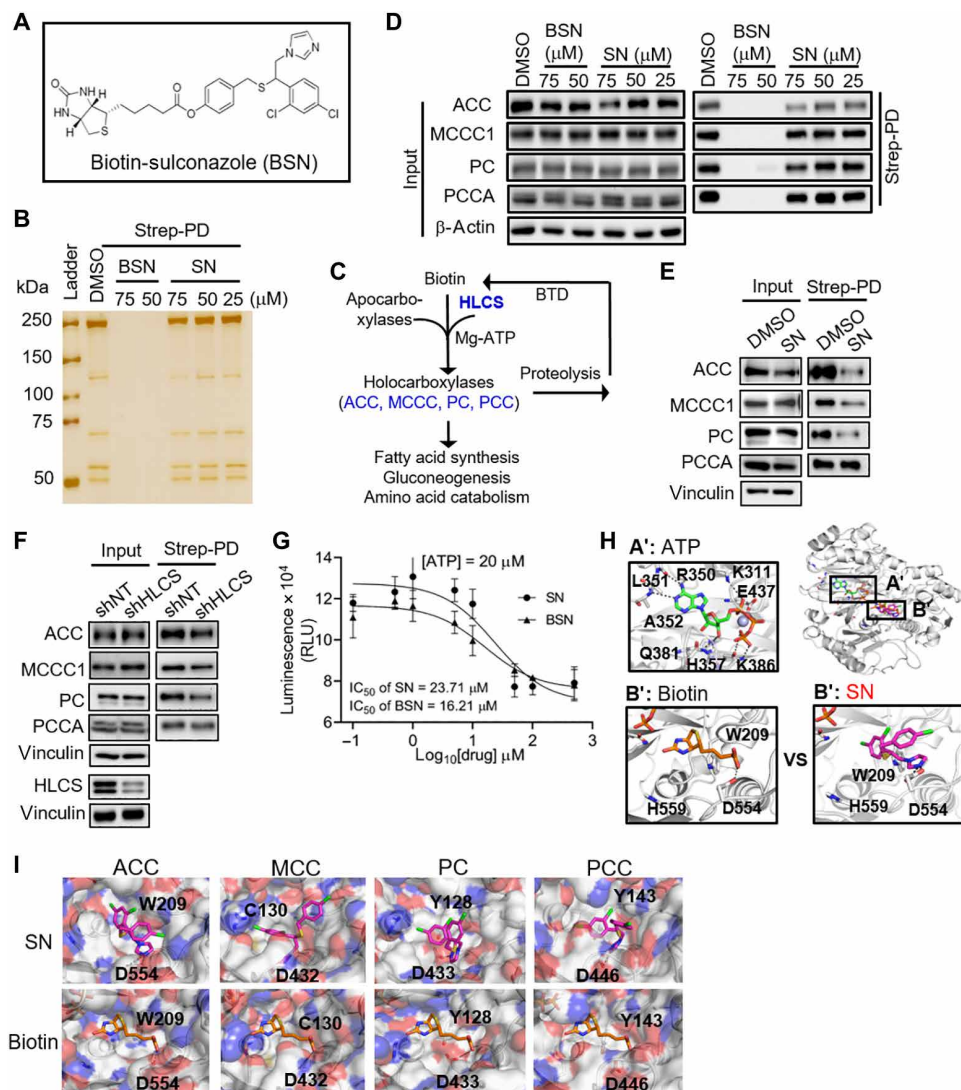 A
O
HN
NH
H
H
S
O
O
S
N
N
Cl
Cl
Biotin-sulconazole (BSN)
B
Strep-PD
Ladder
DMSO
BSN
SN
kDa
75 50 75 50 25 (μM)
250
150
100
75
50
C
Biotin
Apocarbo-
xylases
HLCS
BTD
Mg-ATP
Holocarboxylases
(ACC, MCCC, PC, PCC)
Proteolysis
Fatty acid synthesis
Gluconeogenesis
Amino acid catabolism
D
DMSO
BSN
(μM)
SN (μM)
75 50 75 50 25
DMSO
BSN
(μM)
SN (μM)
75 50 75 50 25
Input
ACC
MCCC1
PC
PCCA
β-Actin
Strep-PD
E
Input Strep-PD
DMSO
SN
DMSO
SN
ACC
MCCC1
PC
PCCA
Vinculin
F
Input Strep-PD
shNT
shHLCS
shNT
shHLCS
ACC
MCCC1
PC
PCCA
Vinculin
HLCS
Vinculin
G
Luminescence × 10⁴
(RLU)
14
12
10
8
6
[ATP] = 20 μM
SN
BSN
IC50 of SN = 23.71 μM
IC50 of BSN = 16.21 μM
−1 0 1 2 3
Log10[drug] μM
H
A': ATP
L351
R350
K311
E437
A352
Q381
H357
K386
A'
B'
B': Biotin
W209
H559
D554
VS
B': SN
W209
H559
D554
I
ACC MCC PC PCC
SN
W209
D554
C130
D432
Y128
D433
Y143
D446
Biotin
W209
D554
C130
D432
Y128
D433
Y143
D446